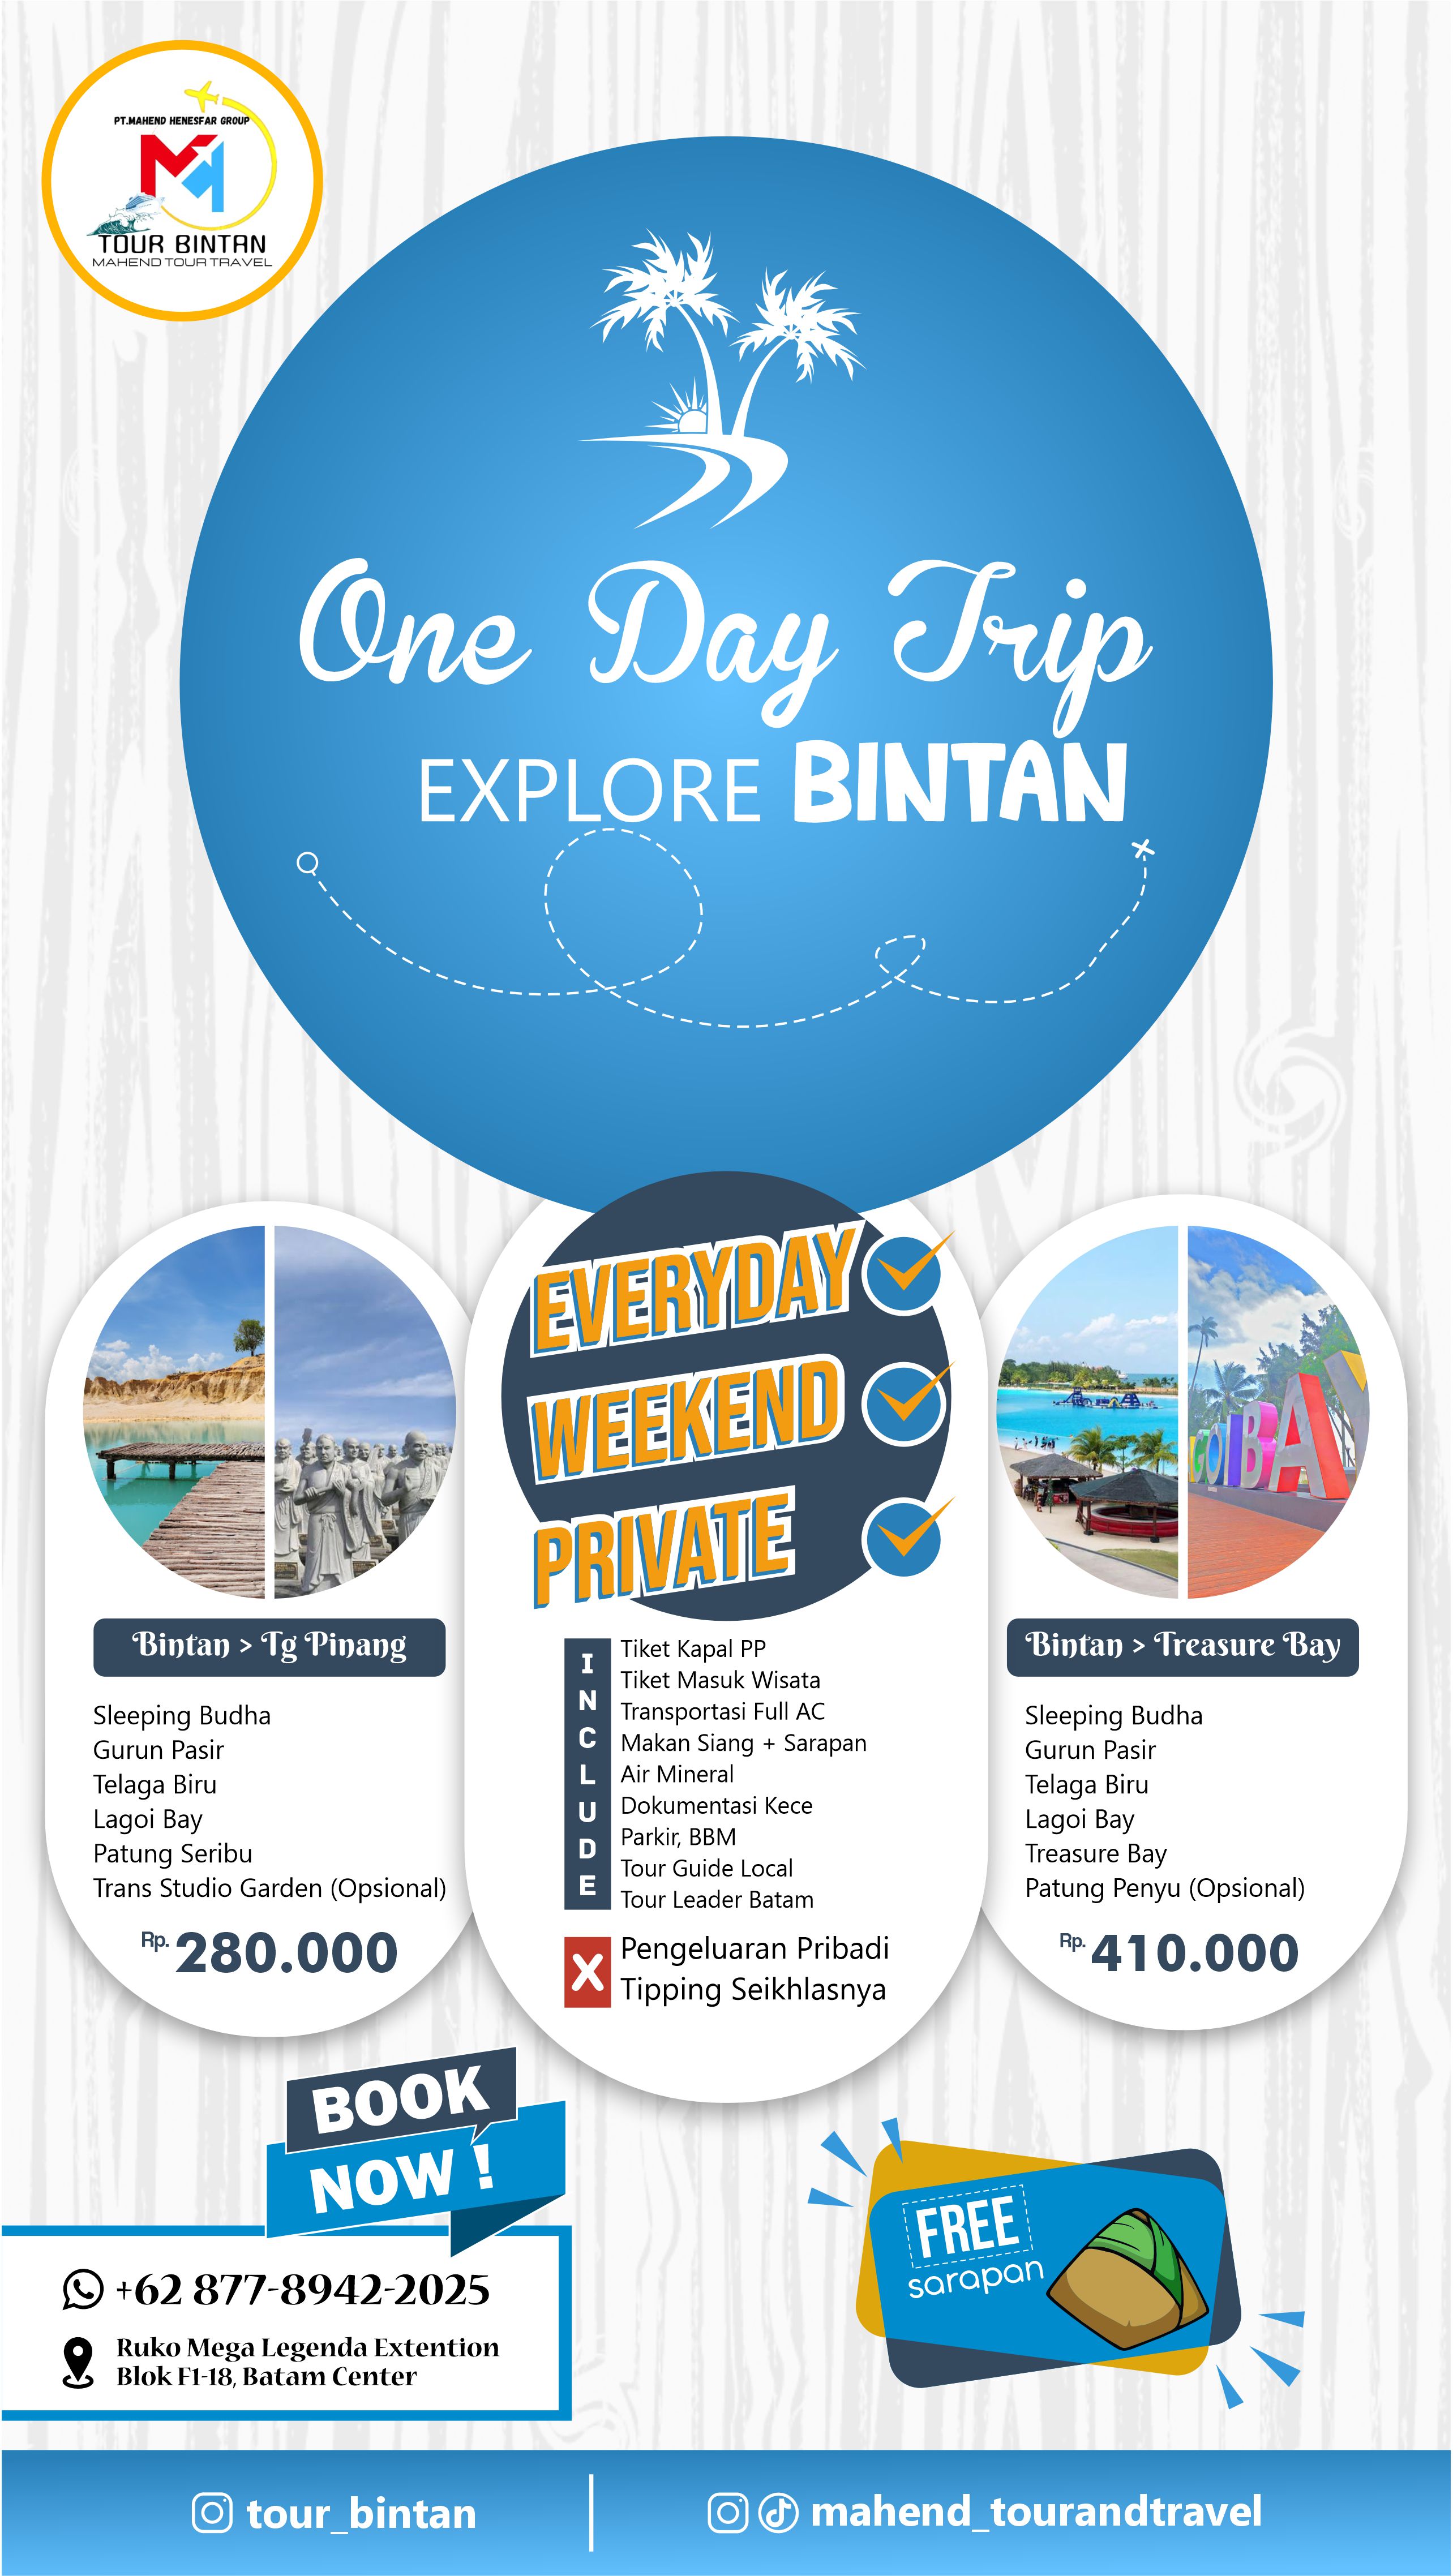 PT.MAHEND HENESFAR GROUP
TOUR BINTAN
MAHEND TOUR TRAVEL
One Day Trip
EXPLORE BINTAN
EVERYDAY
WEEKEND
PRIVATE
GOIBAY
Bintan > Tg Pinang
Sleeping Budha
Gurun Pasir
Telaga Biru
Lagoi Bay
Patung Seribu
Trans Studio Garden (Opsional)
Rp. 280.000
INCLUDE
Tiket Kapal PP
Tiket Masuk Wisata
Transportasi Full AC
Makan Siang + Sarapan
Air Mineral
Dokumentasi Kece
Parkir, BBM
Tour Guide Local
Tour Leader Batam
X
Pengeluaran Pribadi
Tipping Seikhlasnya
Bintan > Treasure Bay
Sleeping Budha
Gurun Pasir
Telaga Biru
Lagoi Bay
Treasure Bay
Patung Penyu (Opsional)
Rp. 410.000
BOOK
NOW !
+62 877-8942-2025
Ruko Mega Legenda Extention
Blok F1-18, Batam Center
FREE
sarapan
tour_bintan
mahend_tourandtravel